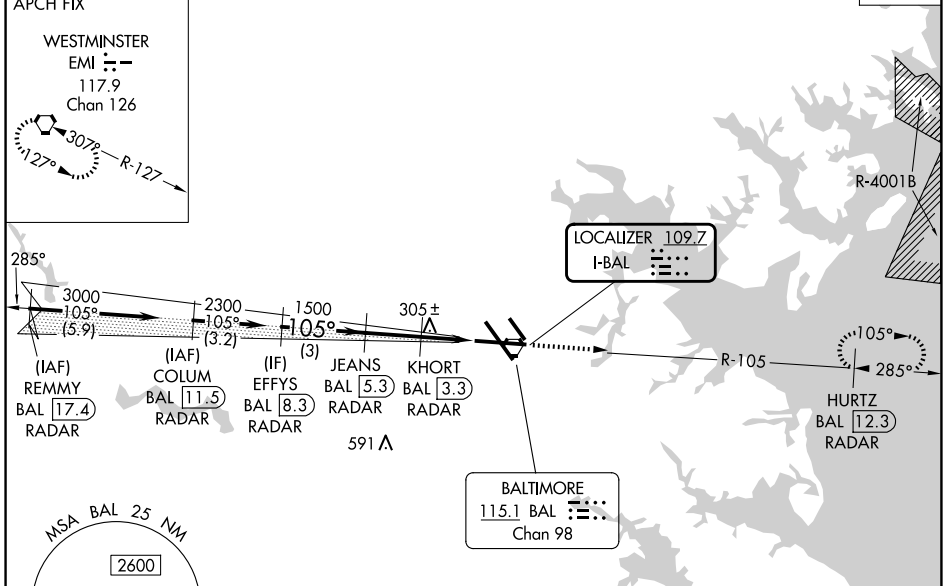 APCH FIX
WESTMINSTER
EMI
117.9
Chan 126
307°
127°
R-127
R-4001B
LOCALIZER 109.7
I-BAL
285°
3000
105°
(5.9)
2300
105°
(3.2)
1500
105°
(3)
305 ±
(IAF)
REMMY
BAL 17.4
RADAR
(IAF)
COLUM
BAL 11.5
RADAR
(IF)
EFFYS
BAL 8.3
RADAR
JEANS
BAL 5.3
RADAR
KHORT
BAL 3.3
RADAR
R-105
105°
285°
HURTZ
BAL 12.3
RADAR
591
BALTIMORE
115.1 BAL
Chan 98
MSA BAL 25 NM
2600